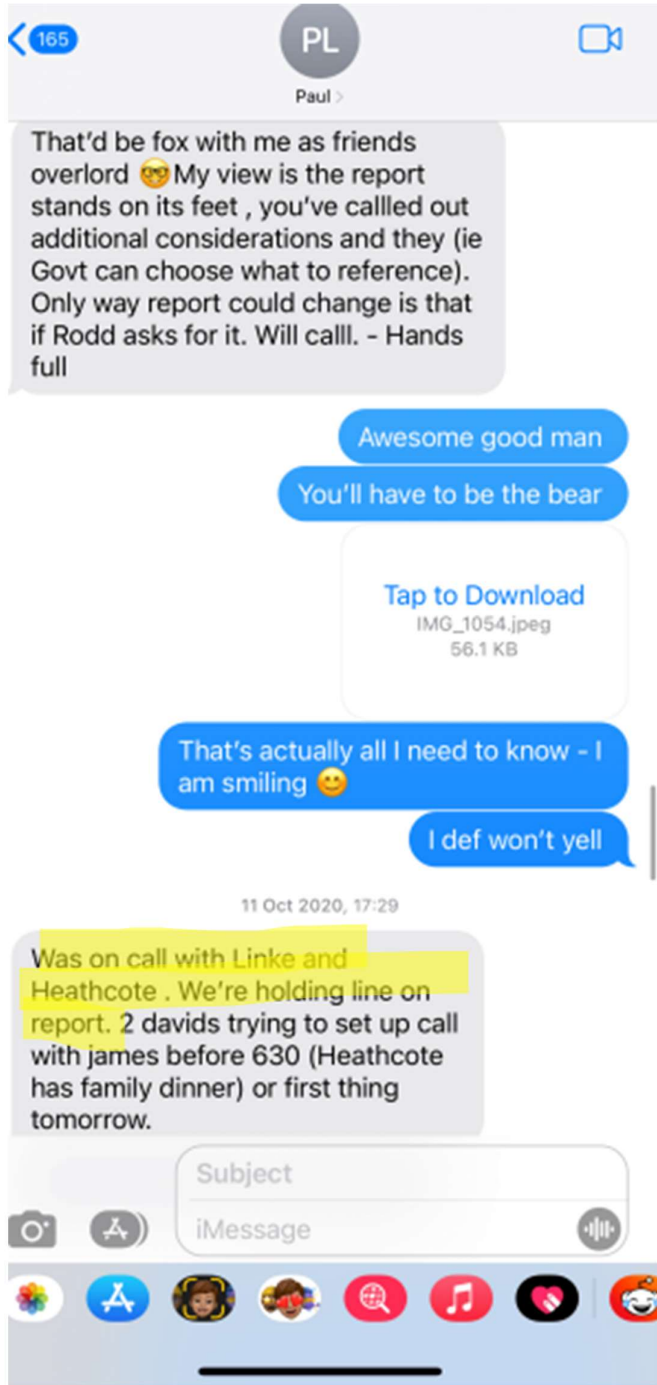 165
PL
Paul
That'd be fox with me as friends
overlord 🤓My view is the report
stands on its feet , you've callled out
additional considerations and they (ie
Govt can choose what to reference).
Only way report could change is that
if Rodd asks for it. Will calll. - Hands
full
Awesome good man
You'll have to be the bear
Tap to Download
IMG_1054.jpeg
56.1 KB
That's actually all I need to know - I
am smiling 😊
I def won't yell
11 Oct 2020, 17:29
Was on call with Linke and
Heathcote . We're holding line on
report. 2 davids trying to set up call
with james before 630 (Heathcote
has family dinner) or first thing
tomorrow.
Subject
iMessage